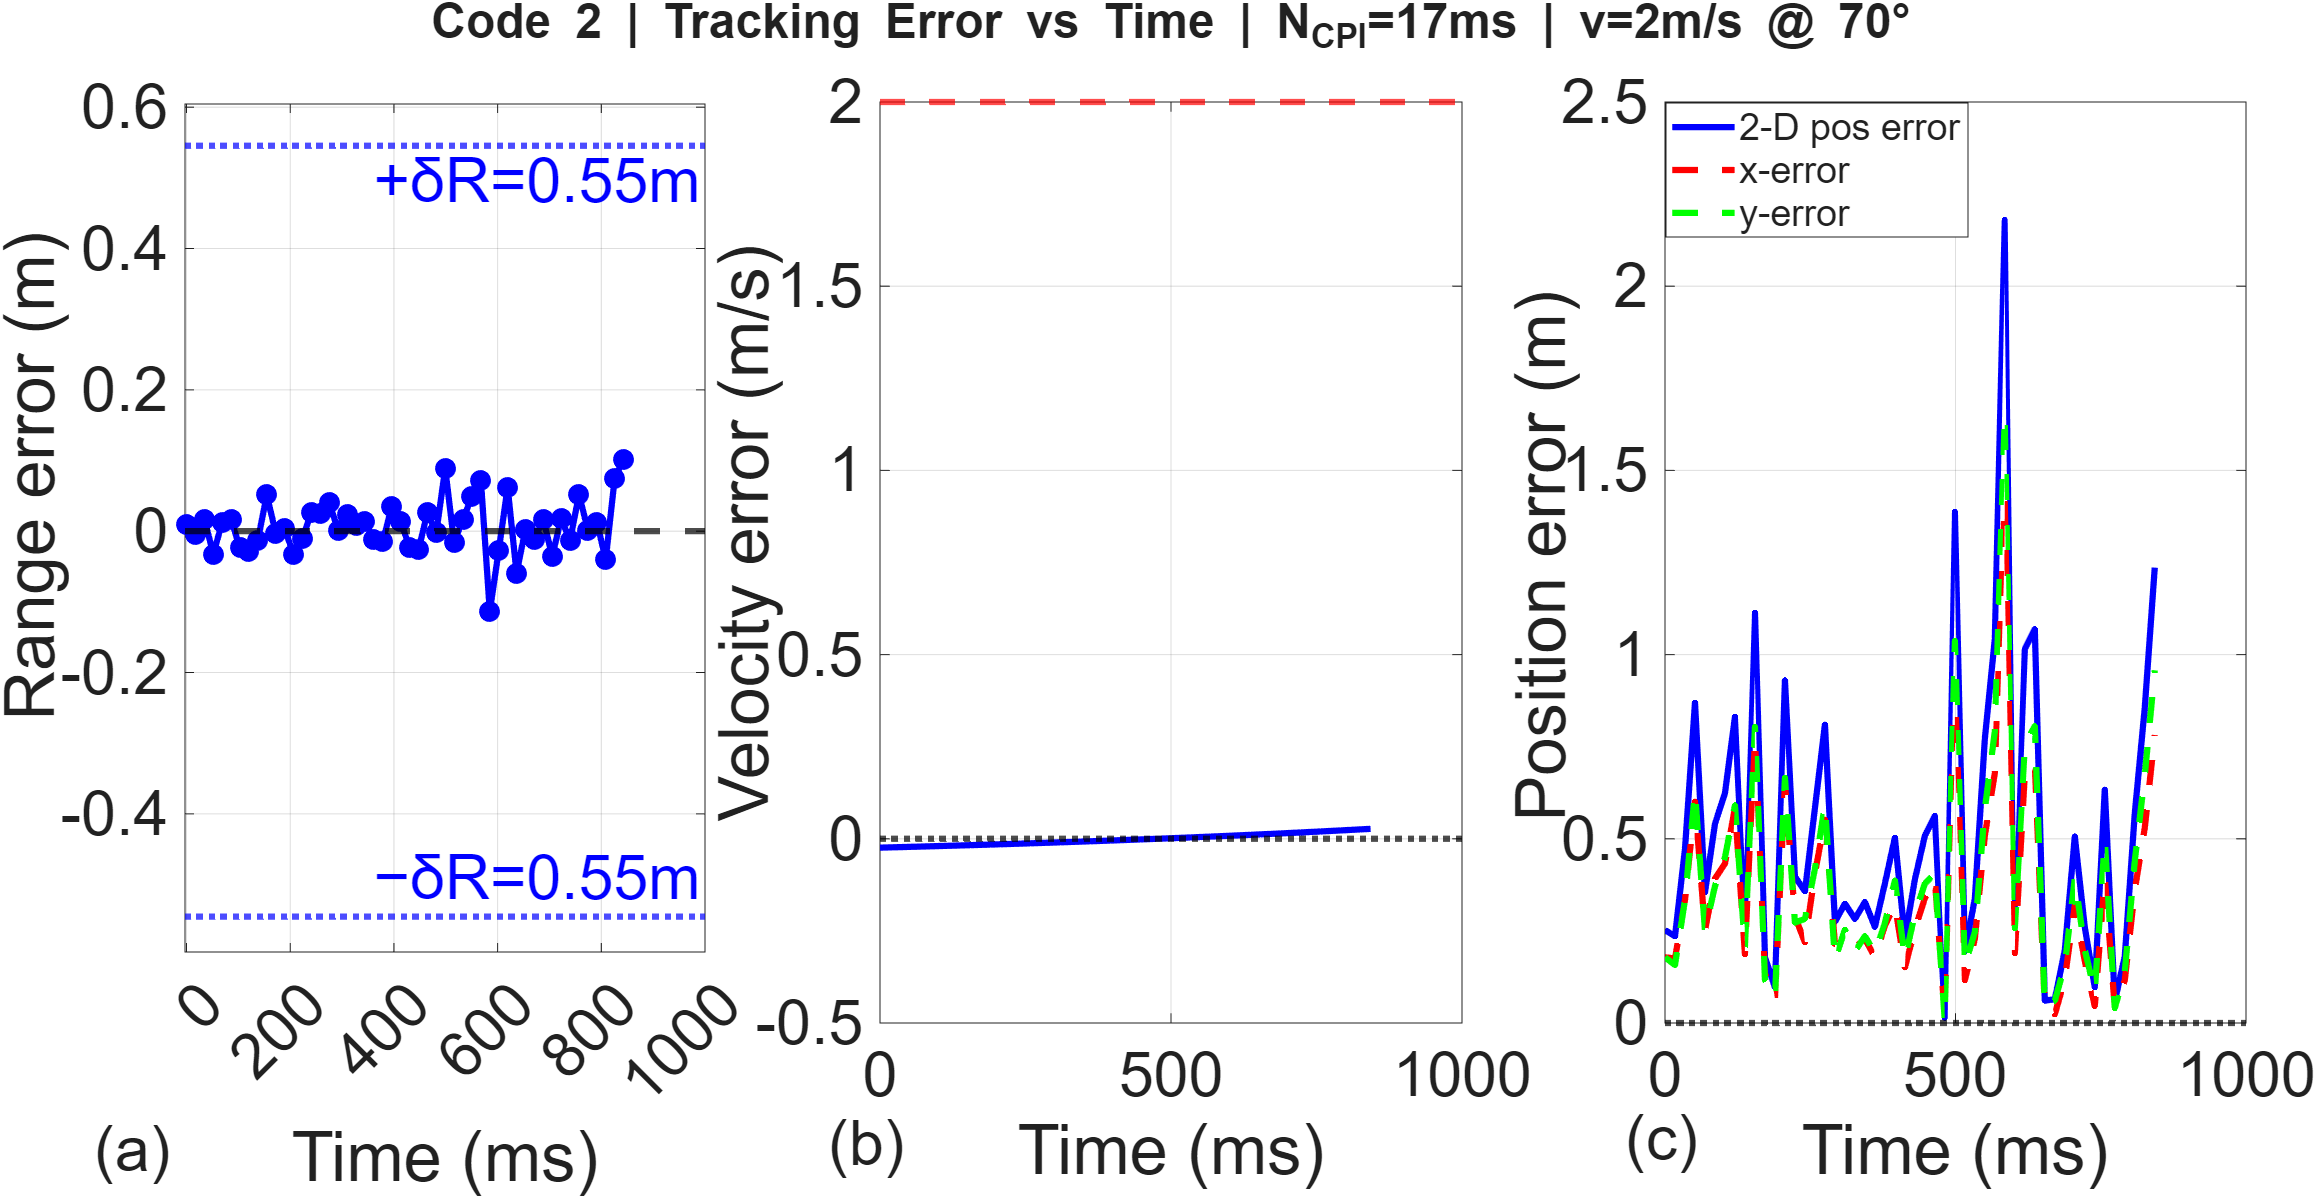 Code 2 | Tracking Error vs Time | N_CPI=17ms | v=2m/s @ 70°
Range error (m)
0.6
0.4
0.2
0
-0.2
-0.4
+δR=0.55m
−δR=0.55m
0
200
400
600
800
1000
(a)
Time (ms)
Velocity error (m/s)
2
1.5
1
0.5
0
-0.5
0
500
1000
(b)
Time (ms)
Position error (m)
2.5
2
1.5
1
0.5
0
2-D pos error
x-error
y-error
0
500
1000
(c)
Time (ms)